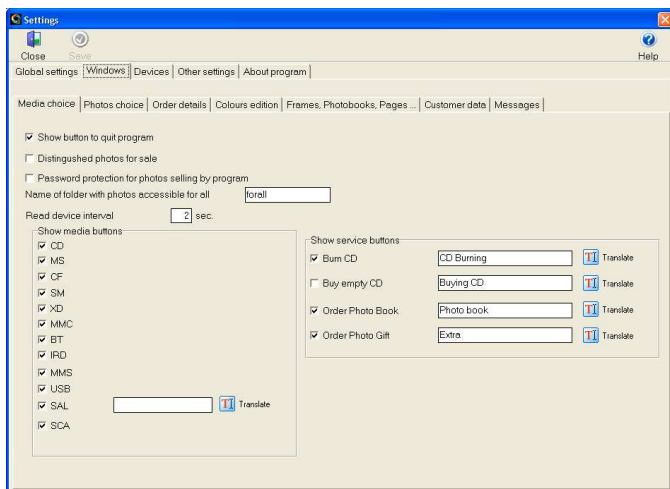 Settings
Close Save Help
Global settings Windows Devices Other settings About program
Media choice Photos choice Order details Colours edition Frames, Photobooks, Pages ... Customer data Messages
Show button to quit program
Distingushed photos for sale
Password protection for photos selling by program
Name of folder with photos accessible for all forall
Read device interval 2 sec.
Show media buttons
CD
MS
CF
SM
XD
MMC
BT
IRD
MMS
USB
SAL Translate
SCA
Show service buttons
Burn CD CD Burning Translate
Buy empty CD Buying CD Translate
Order Photo Book Photo book Translate
Order Photo Gift Extra Translate